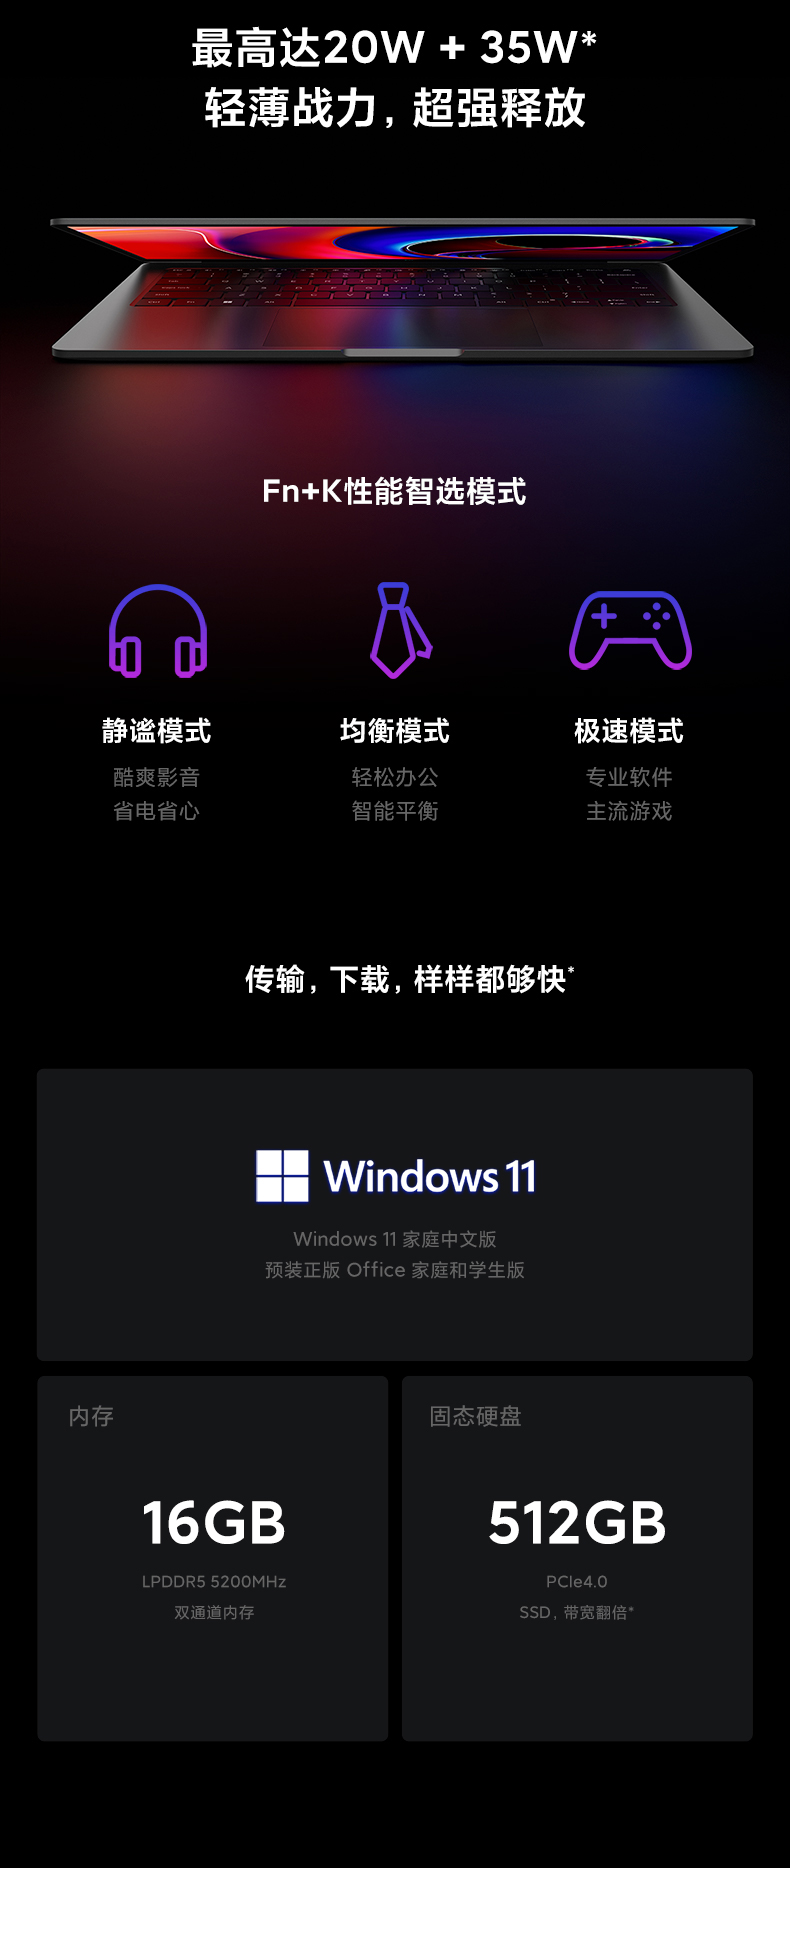 最高达20W + 35W*
轻薄战力，超强释放
Fn+K性能智选模式
静谧模式
酷爽影音
省电省心
均衡模式
轻松办公
智能平衡
极速模式
专业软件
主流游戏
传输，下载，样样都够快*
Windows 11
Windows 11 家庭中文版
预装正版 Office 家庭和学生版
内存
16GB
LPDDR5 5200MHz
双通道内存
固态硬盘
512GB
PCIe4.0
SSD，带宽翻倍*